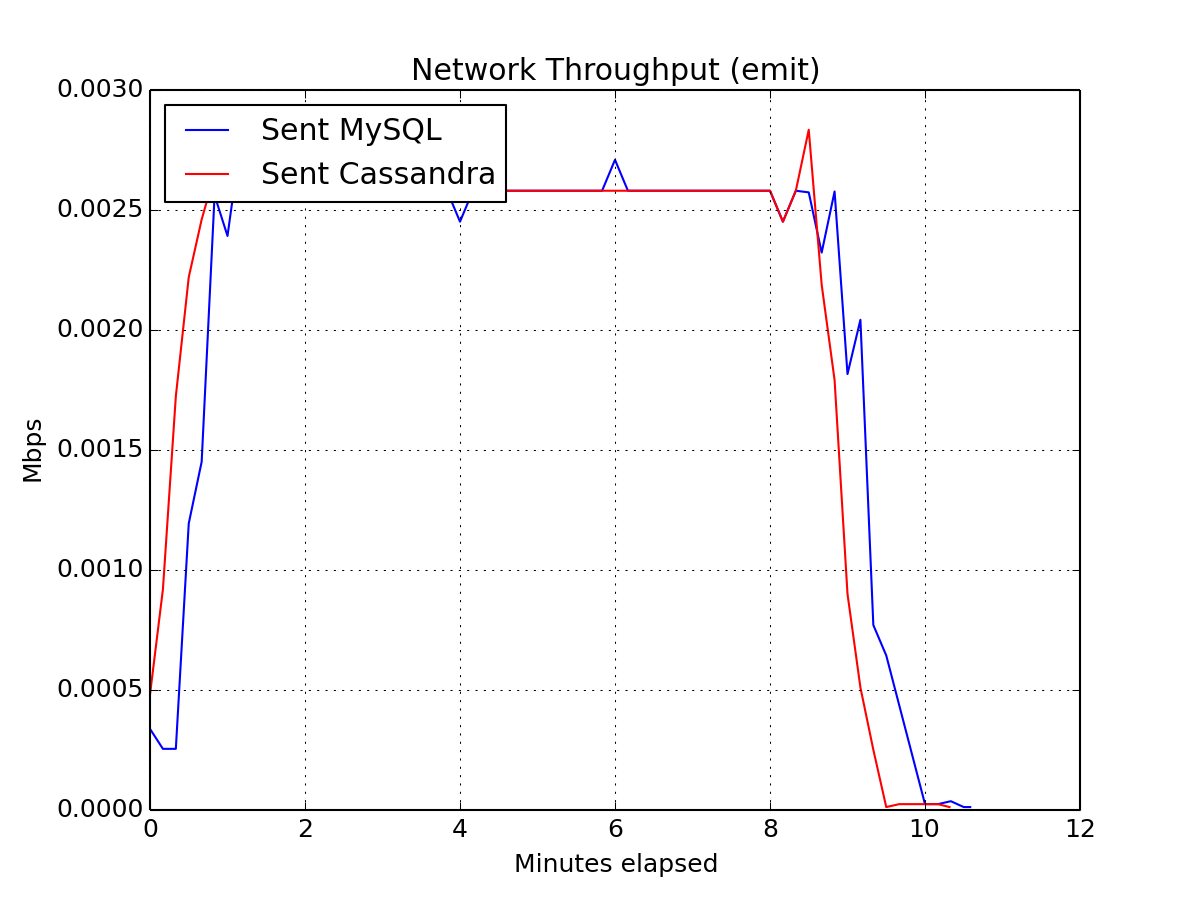 Network Throughput (emit)
0.0030
Sent MySQL
Sent Cassandra
0.0025
0.0020
0.0015
Mbps
0.0010
0.0005
0.0000
0 2 4 6 8 10 12
Minutes elapsed